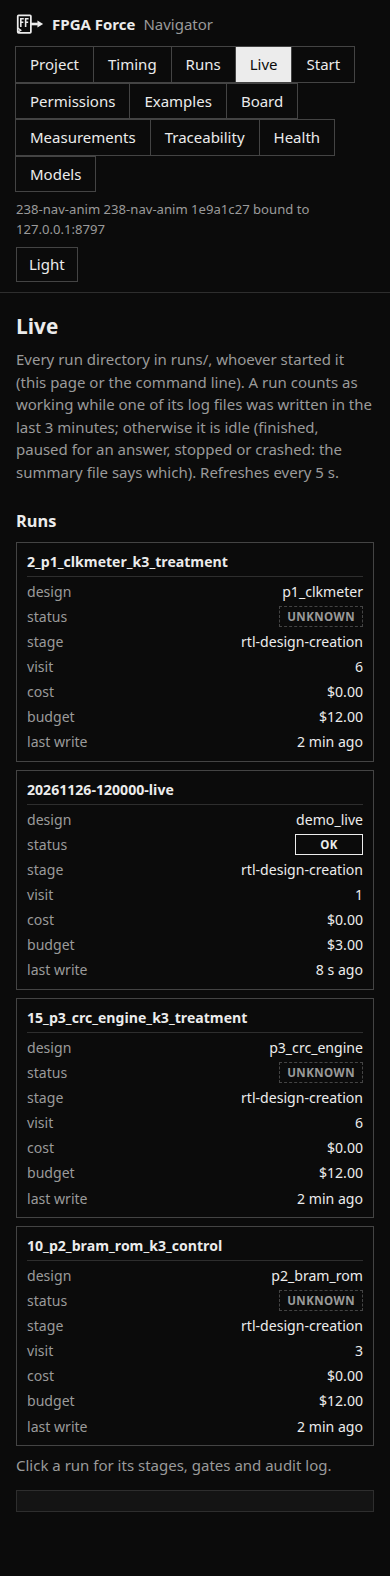 FF FPGA Force Navigator
Project Timing Runs Live Start
Permissions Examples Board
Measurements Traceability Health
Models
238-nav-anim 238-nav-anim 1e9a1c27 bound to
127.0.0.1:8797
Light
Live
Every run directory in runs/, whoever started it
(this page or the command line). A run counts as
working while one of its log files was written in the
last 3 minutes; otherwise it is idle (finished,
paused for an answer, stopped or crashed: the
summary file says which). Refreshes every 5 s.
Runs
2_p1_clkmeter_k3_treatment
design p1_clkmeter
status UNKNOWN
stage rtl-design-creation
visit 6
cost $0.00
budget $12.00
last write 2 min ago
20261126-120000-live
design demo_live
status OK
stage rtl-design-creation
visit 1
cost $0.00
budget $3.00
last write 8 s ago
15_p3_crc_engine_k3_treatment
design p3_crc_engine
status UNKNOWN
stage rtl-design-creation
visit 6
cost $0.00
budget $12.00
last write 2 min ago
10_p2_bram_rom_k3_control
design p2_bram_rom
status UNKNOWN
stage rtl-design-creation
visit 3
cost $0.00
budget $12.00
last write 2 min ago
Click a run for its stages, gates and audit log.